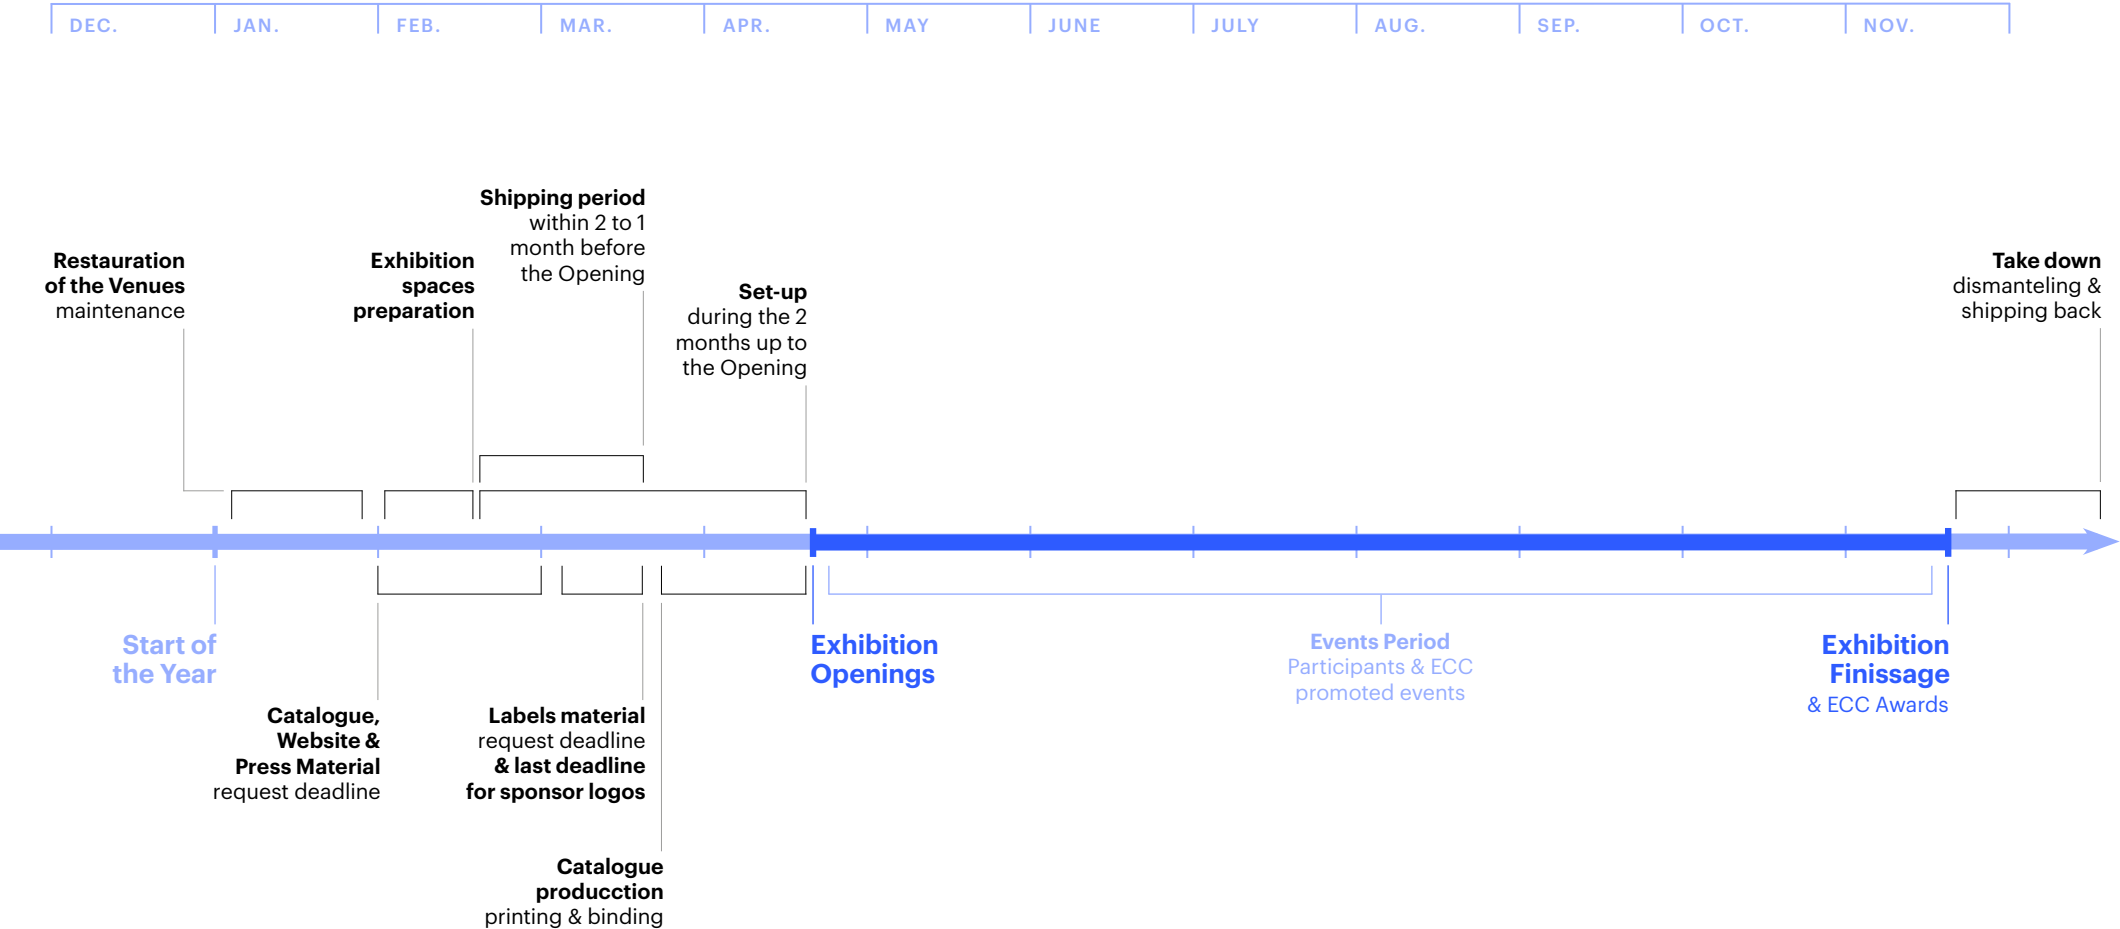 DEC. JAN. FEB. MAR. APR. MAY JUNE JULY AUG. SEP. OCT. NOV.
Restauration
of the Venues
maintenance
Exhibition
spaces
preparation
Shipping period
within 2 to 1
month before
the Opening
Set-up
during the 2
months up to
the Opening
Take down
dismanteling &
shipping back
Start of
the Year
Catalogue,
Website &
Press Material
request deadline
Labels material
request deadline
& last deadline
for sponsor logos
Catalogue
producction
printing & binding
Exhibition
Openings
Events Period
Participants & ECC
promoted events
Exhibition
Finissage
& ECC Awards